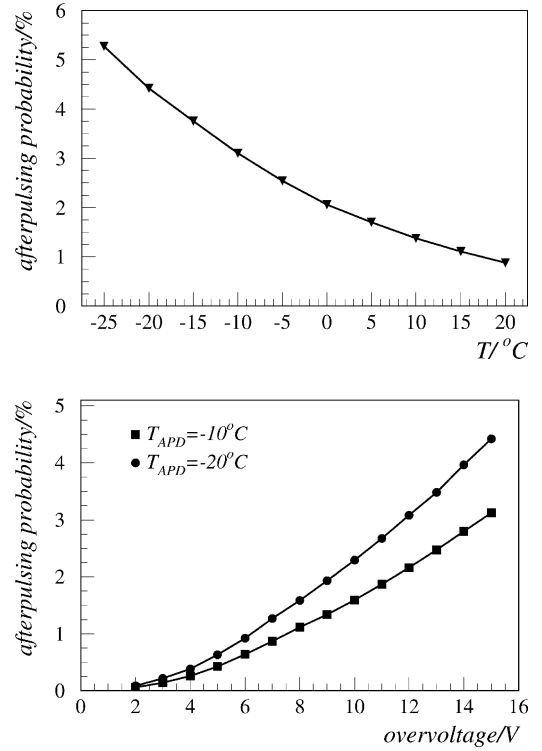 afterpulsing probability/%
6
5
4
3
2
1
0
-25 -20 -15 -10 -5 0 5 10 15 20
T/ °C
afterpulsing probability/%
5
4
3
2
1
0
T_APD=-10°C
T_APD=-20°C
0 2 4 6 8 10 12 14 16
overvoltage/V